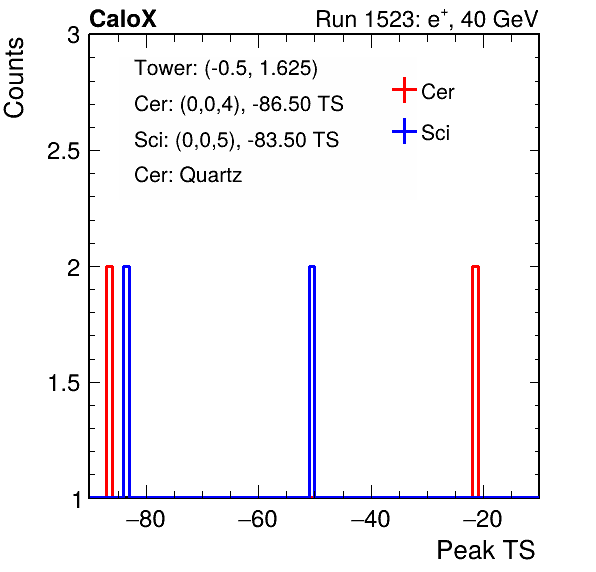 CaloX Run 1523: e+, 40 GeV
Counts
Tower: (-0.5, 1.625)
Cer: (0,0,4), -86.50 TS
Sci: (0,0,5), -83.50 TS
Cer: Quartz
Cer
Sci
3
2.5
2
1.5
1
−80 −60 −40 −20
Peak TS